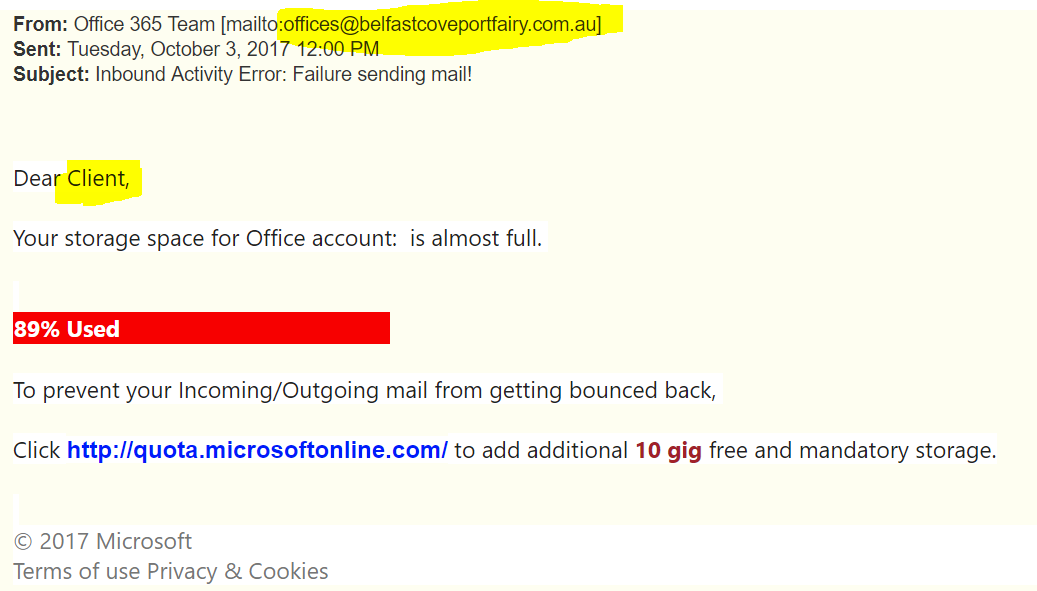 From: Office 365 Team [mailto:offices@belfastcoveportfairy.com.au]
Sent: Tuesday, October 3, 2017 12:00 PM
Subject: Inbound Activity Error: Failure sending mail!
Dear Client,
Your storage space for Office account:  is almost full.
89% Used
To prevent your Incoming/Outgoing mail from getting bounced back,
Click http://quota.microsoftonline.com/ to add additional 10 gig free and mandatory storage.
© 2017 Microsoft
Terms of use Privacy & Cookies